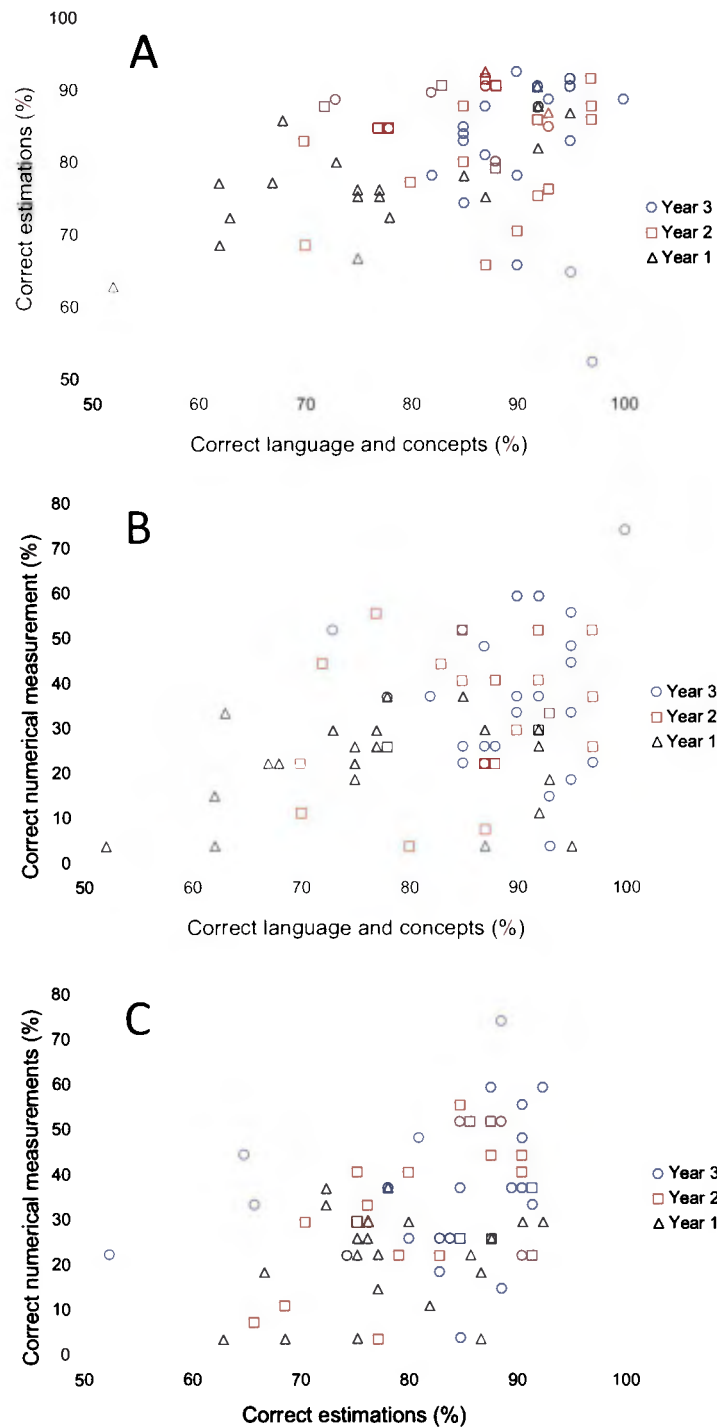 A
Correct estimations (%)
100
90
80
70
60
50
50 60 70 80 90 100
Correct language and concepts (%)
Year 3
Year 2
Year 1
B
Correct numerical measurement (%)
80
70
60
50
40
30
20
10
0
50 60 70 80 90 100
Correct language and concepts (%)
Year 3
Year 2
Year 1
C
Correct numerical measurements (%)
80
70
60
50
40
30
20
10
0
50 60 70 80 90 100
Correct estimations (%)
Year 3
Year 2
Year 1